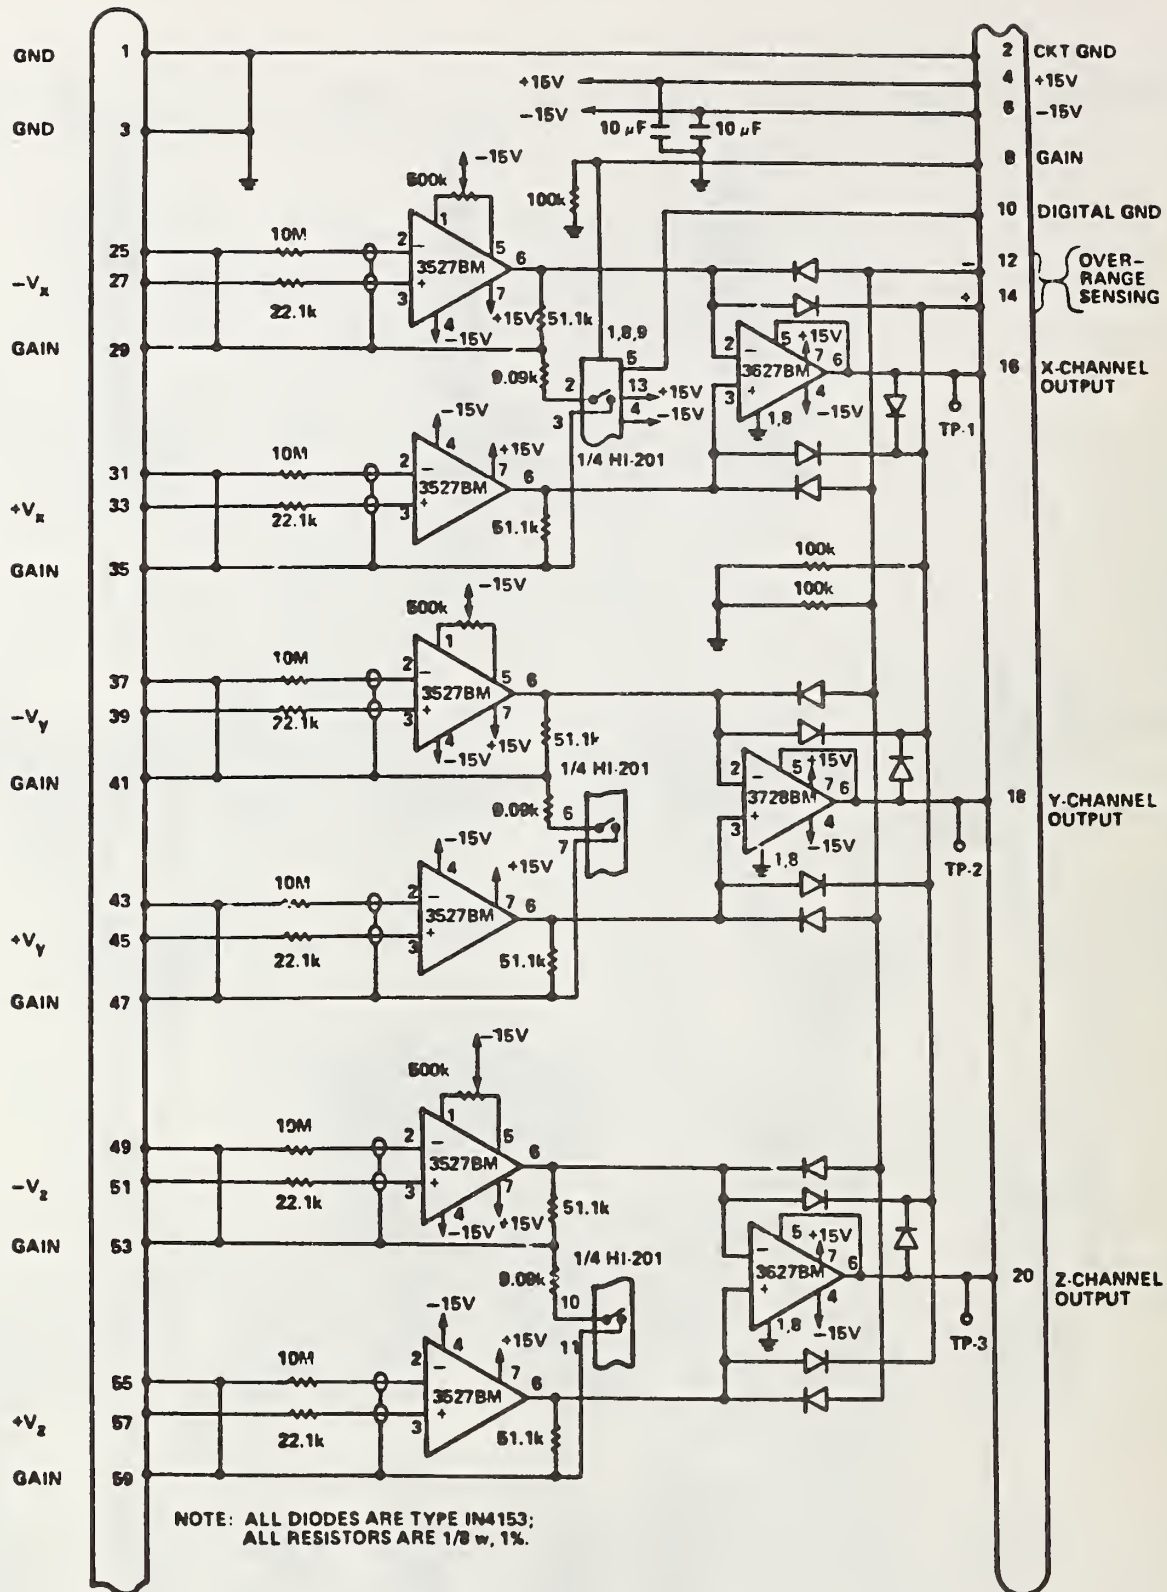 GND 1
2 CKT GND
+15V
4 +15V
-15V
6 -15V
GND 3
10 μF 10 μF
8 GAIN
-15V
500k
100k
10 DIGITAL GND
1
10M
25
2
-
5
6
3527BM
-VX 27
+
3
22.1k
7
+15V
4
-15V
51.1k
1,8,9
- 12
+ 14
OVER-
RANGE
SENSING
GAIN 29
9.09k
2
3
5
13
+15V
4
-15V
1/4 HI-201
2
-
5
+15V
7
6
3627BM
3
+
4
-15V
1,8
16 X-CHANNEL
OUTPUT
TP-1
-15V
4
+15V
10M
31
2
-
7
6
3527BM
+VX 33
+
3
22.1k
51.1k
GAIN 35
100k
100k
-15V
500k
1
10M
37
2
-
5
6
3527BM
-Vy 39
+
3
22.1k
7
+15V
4
-15V
51.1k
GAIN 41
1/4 HI-201
9.09k
6
7
2
-
5
+15V
7
6
3728BM
3
+
4
-15V
1,8
18 Y-CHANNEL
OUTPUT
TP-2
-15V
4
+15V
10M
43
2
-
7
6
3527BM
+Vy 45
+
3
22.1k
51.1k
GAIN 47
-15V
500k
1
10M
49
2
-
5
6
3527BM
-Vz 51
+
3
22.1k
7
+15V
4
-15V
51.1k
GAIN 53
1/4 HI-201
9.09k
10
11
-
5
+15V
7
6
3627BM
+
4
-15V
1,8
20 Z-CHANNEL
OUTPUT
TP-3
-15V
4
+15V
10M
55
2
-
7
6
3527BM
+Vz 57
+
3
22.1k
51.1k
GAIN 59
NOTE: ALL DIODES ARE TYPE IN4153;
ALL RESISTORS ARE 1/8 w, 1%.